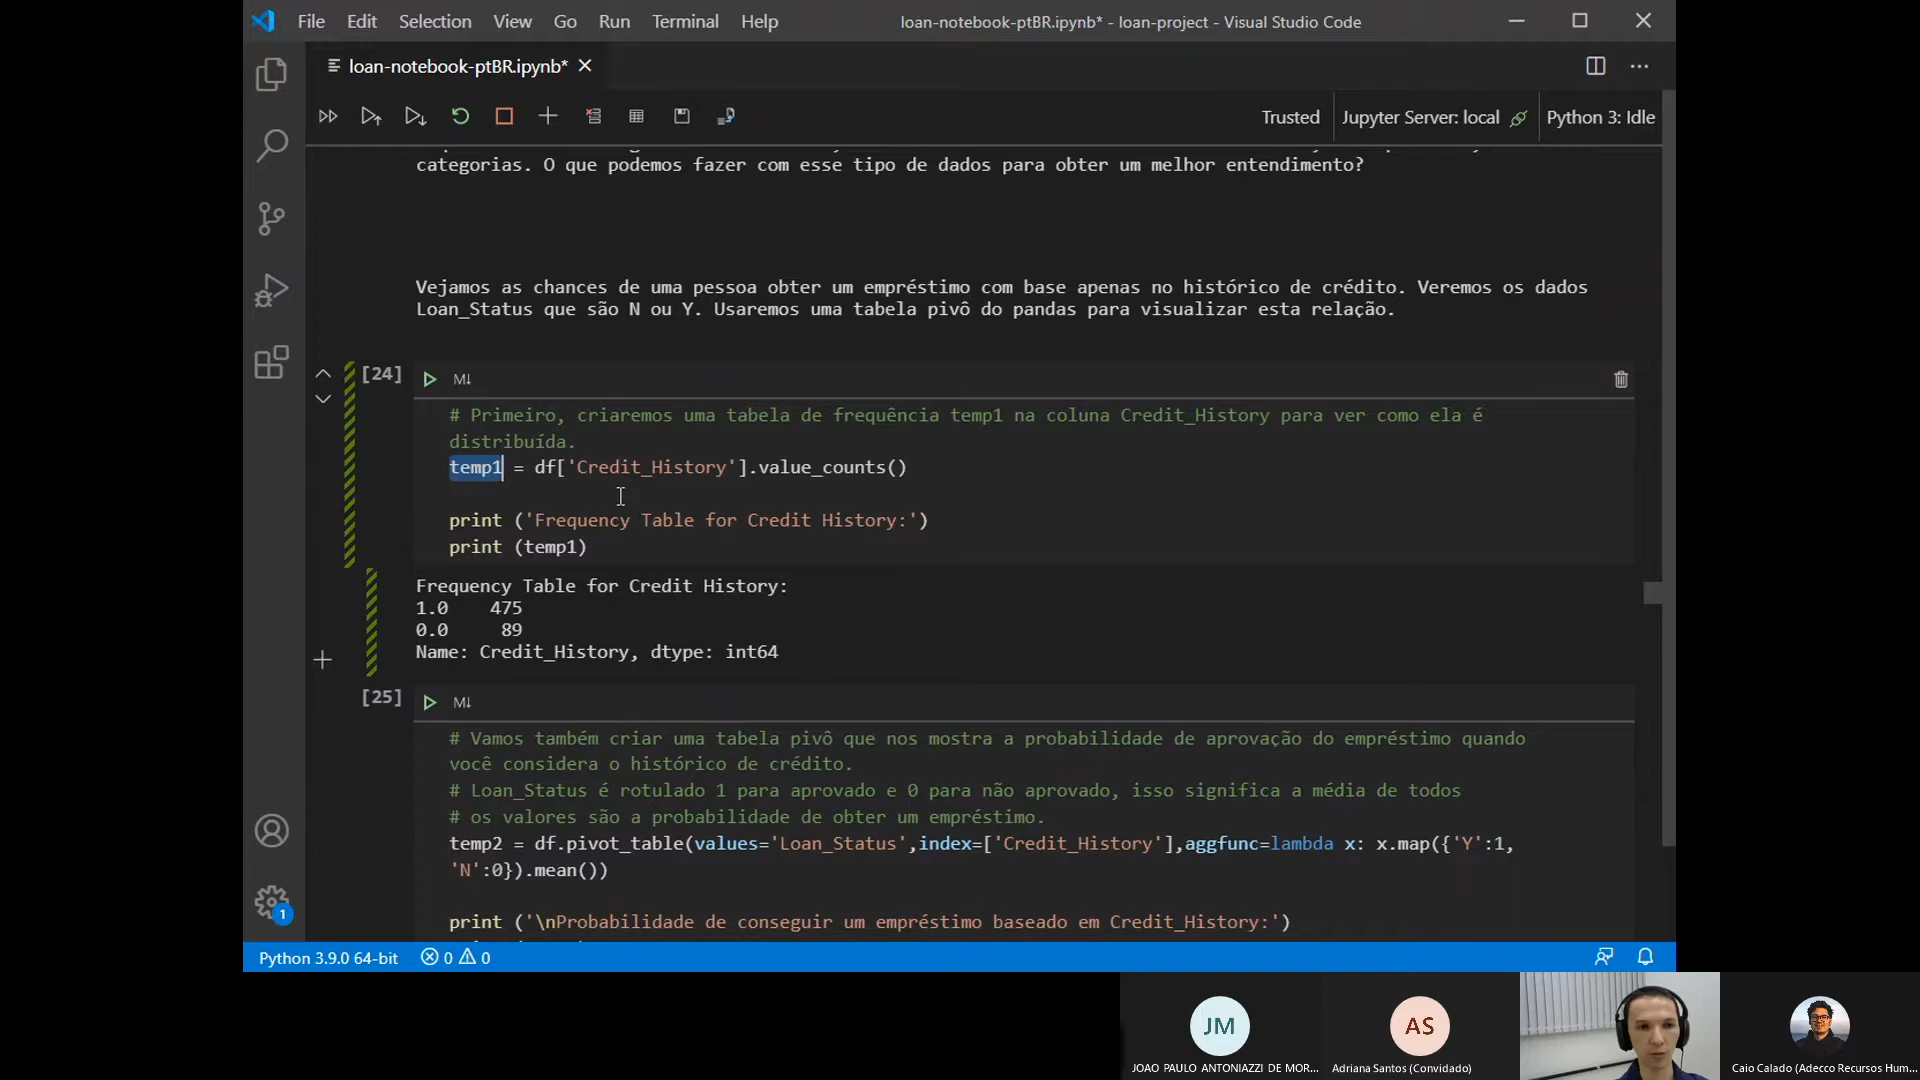 File Edit Selection View Go Run Terminal Help loan-notebook-ptBR.ipynb* - loan-project - Visual Studio Code
loan-notebook-ptBR.ipynb*
Trusted Jupyter Server: local Python 3: Idle
categorias. O que podemos fazer com esse tipo de dados para obter um melhor entendimento?
Vejamos as chances de uma pessoa obter um empréstimo com base apenas no histórico de crédito. Veremos os dados
Loan_Status que são N ou Y. Usaremos uma tabela pivô do pandas para visualizar esta relação.
[24] M↓
# Primeiro, criaremos uma tabela de frequência temp1 na coluna Credit_History para ver como ela é
distribuída.
temp1 = df['Credit_History'].value_counts()
print ('Frequency Table for Credit History:')
print (temp1)
Frequency Table for Credit History:
1.0    475
0.0     89
Name: Credit_History, dtype: int64
[25] M↓
# Vamos também criar uma tabela pivô que nos mostra a probabilidade de aprovação do empréstimo quando
você considera o histórico de crédito.
# Loan_Status é rotulado 1 para aprovado e 0 para não aprovado, isso significa a média de todos
# os valores são a probabilidade de obter um empréstimo.
temp2 = df.pivot_table(values='Loan_Status',index=['Credit_History'],aggfunc=lambda x: x.map({'Y':1,
'N':0}).mean())
print ('\nProbabilidade de conseguir um empréstimo baseado em Credit_History:')
1
Python 3.9.0 64-bit 0 0
JM AS
JOAO PAULO ANTONIAZZI DE MOR... Adriana Santos (Convidado) Caio Calado (Adecco Recursos Hum...